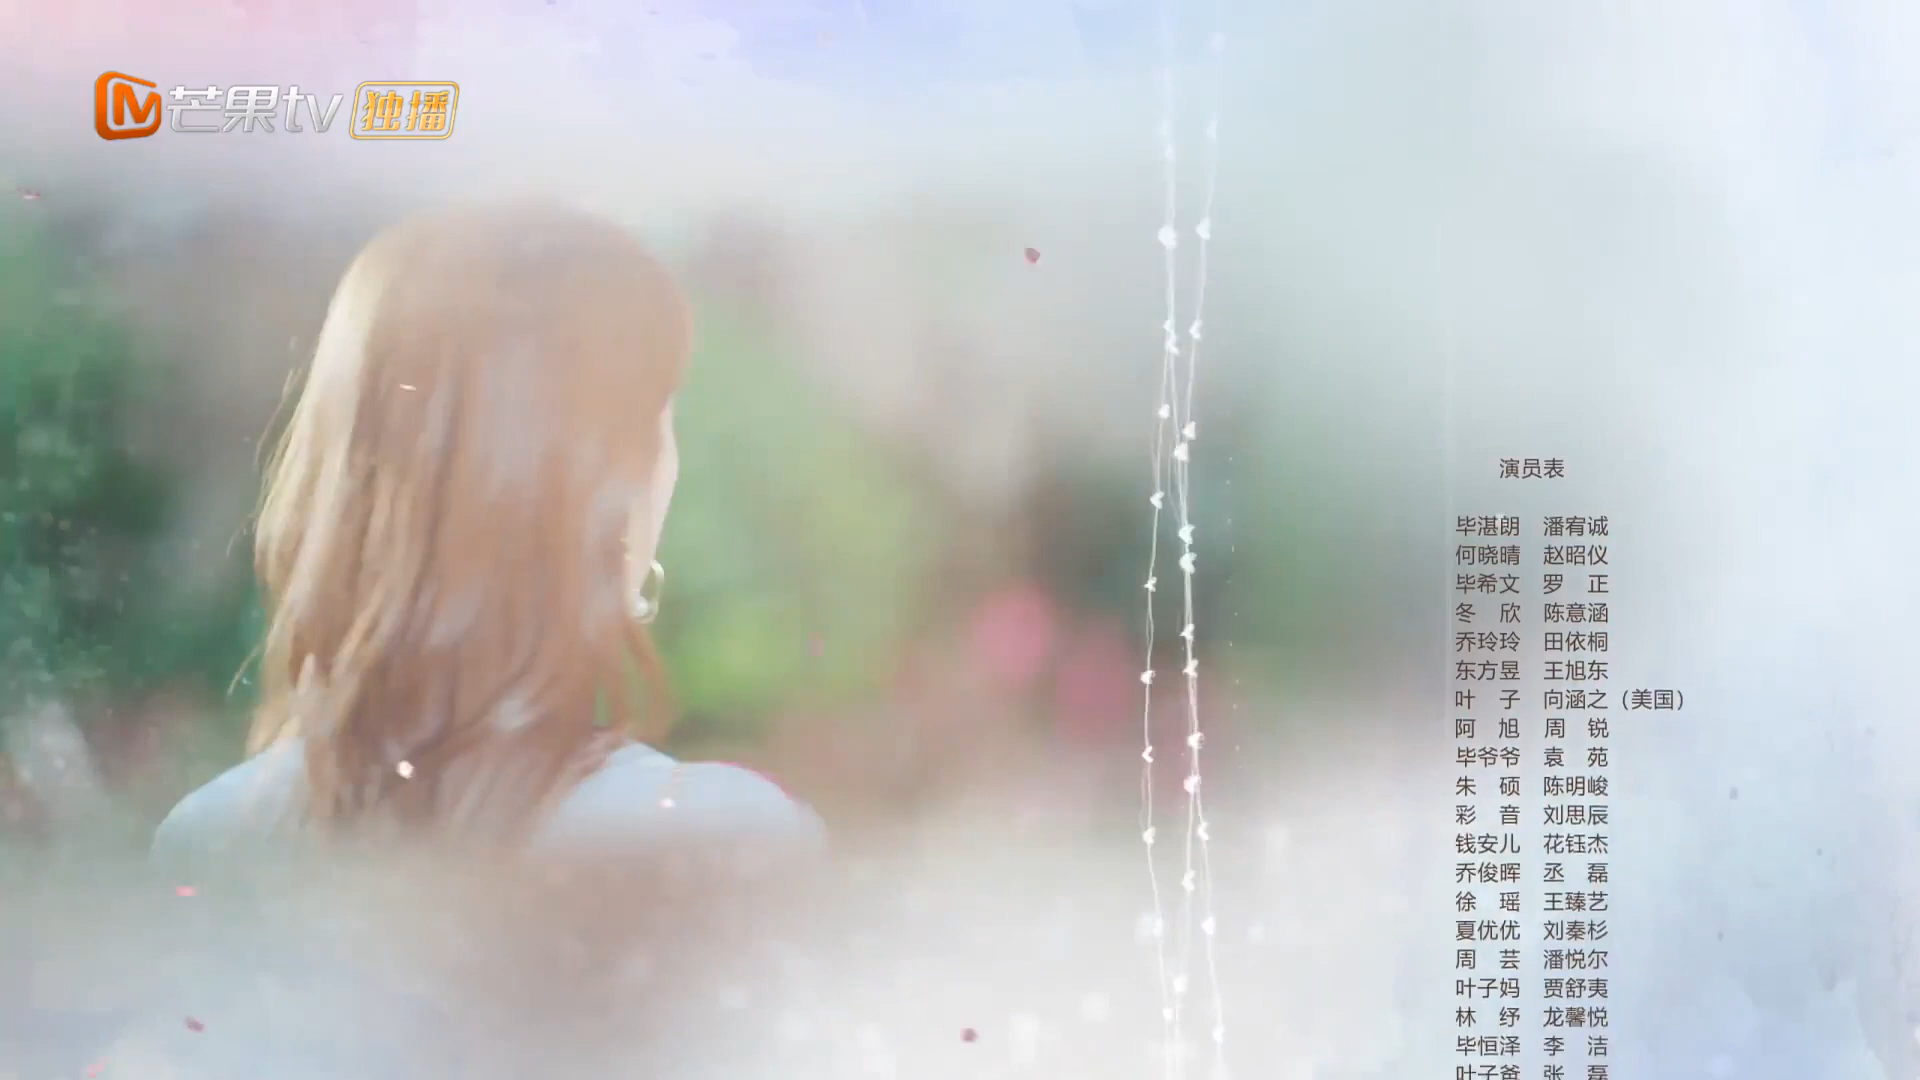 芒果tv 独播
演员表
毕湛朗 潘宥诚
何晓晴 赵昭仪
毕希文 罗 正
冬 欣 陈意涵
乔玲玲 田依桐
东方昱 王旭东
叶 子 向涵之（美国）
阿 旭 周 锐
毕爷爷 袁 苑
朱 硕 陈明峻
彩 音 刘思辰
钱安儿 花钰杰
乔俊晖 丞 磊
徐 瑶 王臻艺
夏优优 刘秦杉
周 芸 潘悦尔
叶子妈 贾舒夷
林 纾 龙馨悦
毕恒泽 李 洁
叶子爸 张 磊